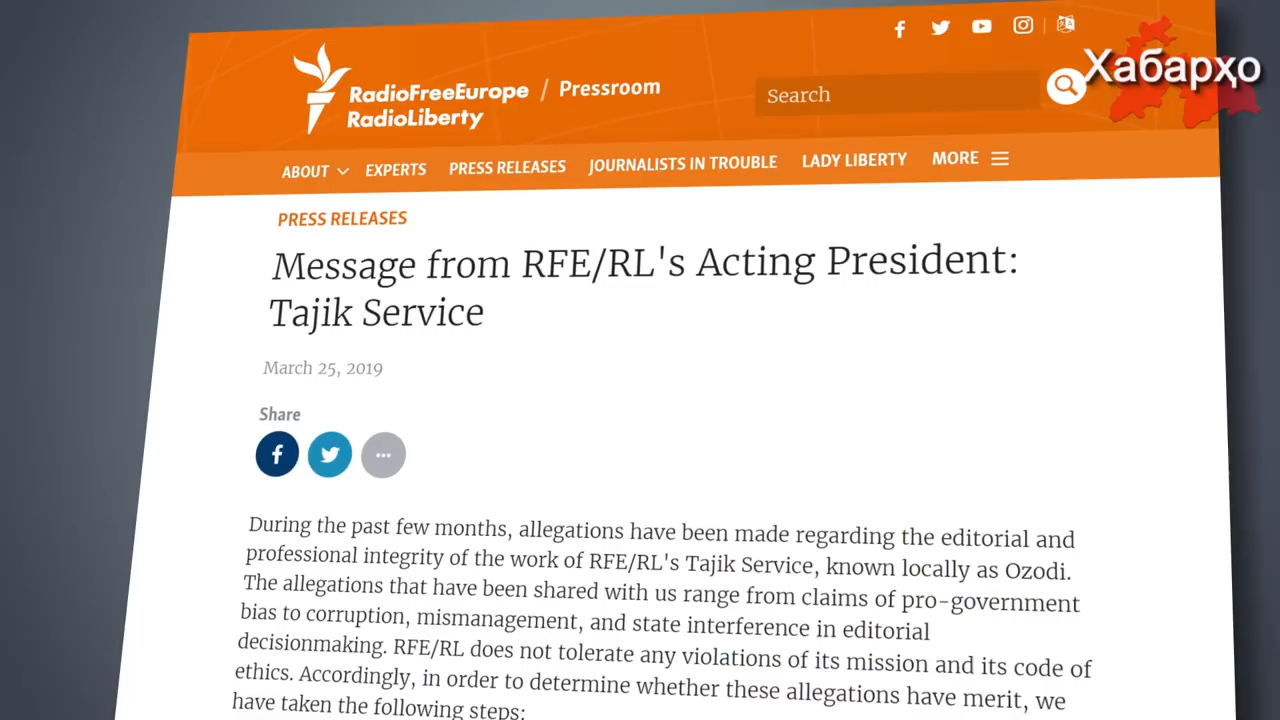 Хабарҳо
RadioFreeEurope
RadioLiberty
/ Pressroom
Search
ABOUT EXPERTS PRESS RELEASES JOURNALISTS IN TROUBLE LADY LIBERTY MORE
PRESS RELEASES
Message from RFE/RL's Acting President:
Tajik Service
March 25, 2019
Share
During the past few months, allegations have been made regarding the editorial and
professional integrity of the work of RFE/RL's Tajik Service, known locally as Ozodi.
The allegations that have been shared with us range from claims of pro-government
bias to corruption, mismanagement, and state interference in editorial
decisionmaking. RFE/RL does not tolerate any violations of its mission and its code of
ethics. Accordingly, in order to determine whether these allegations have merit, we
have taken the following steps: